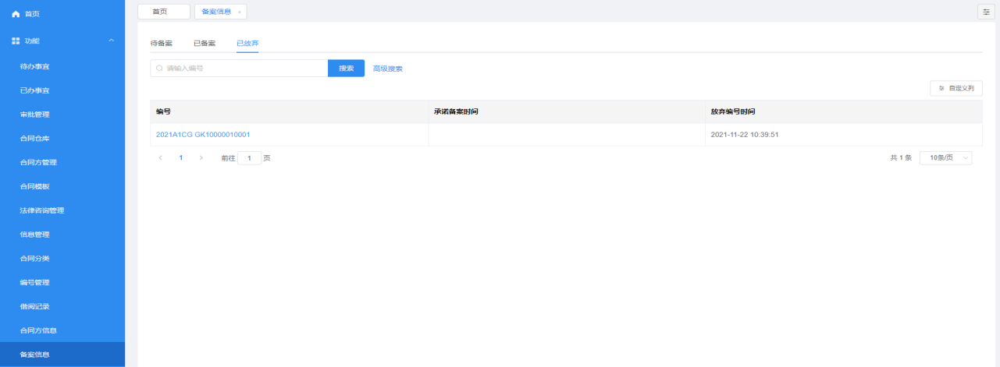 首页
功能
待办事宜
已办事宜
审批管理
合同仓库
合同方管理
合同模板
法律咨询管理
信息管理
合同分类
编号管理
借阅记录
合同方信息
备案信息
首页 备案信息 ×
待备案 已备案 已放弃
请输入编号 搜索 高级搜索
自定义列
编号 承诺备案时间 放弃编号时间
2021A1CG GK10000010001 2021-11-22 10:39:51
< 1 > 前往 1 页 共 1 条 10条/页